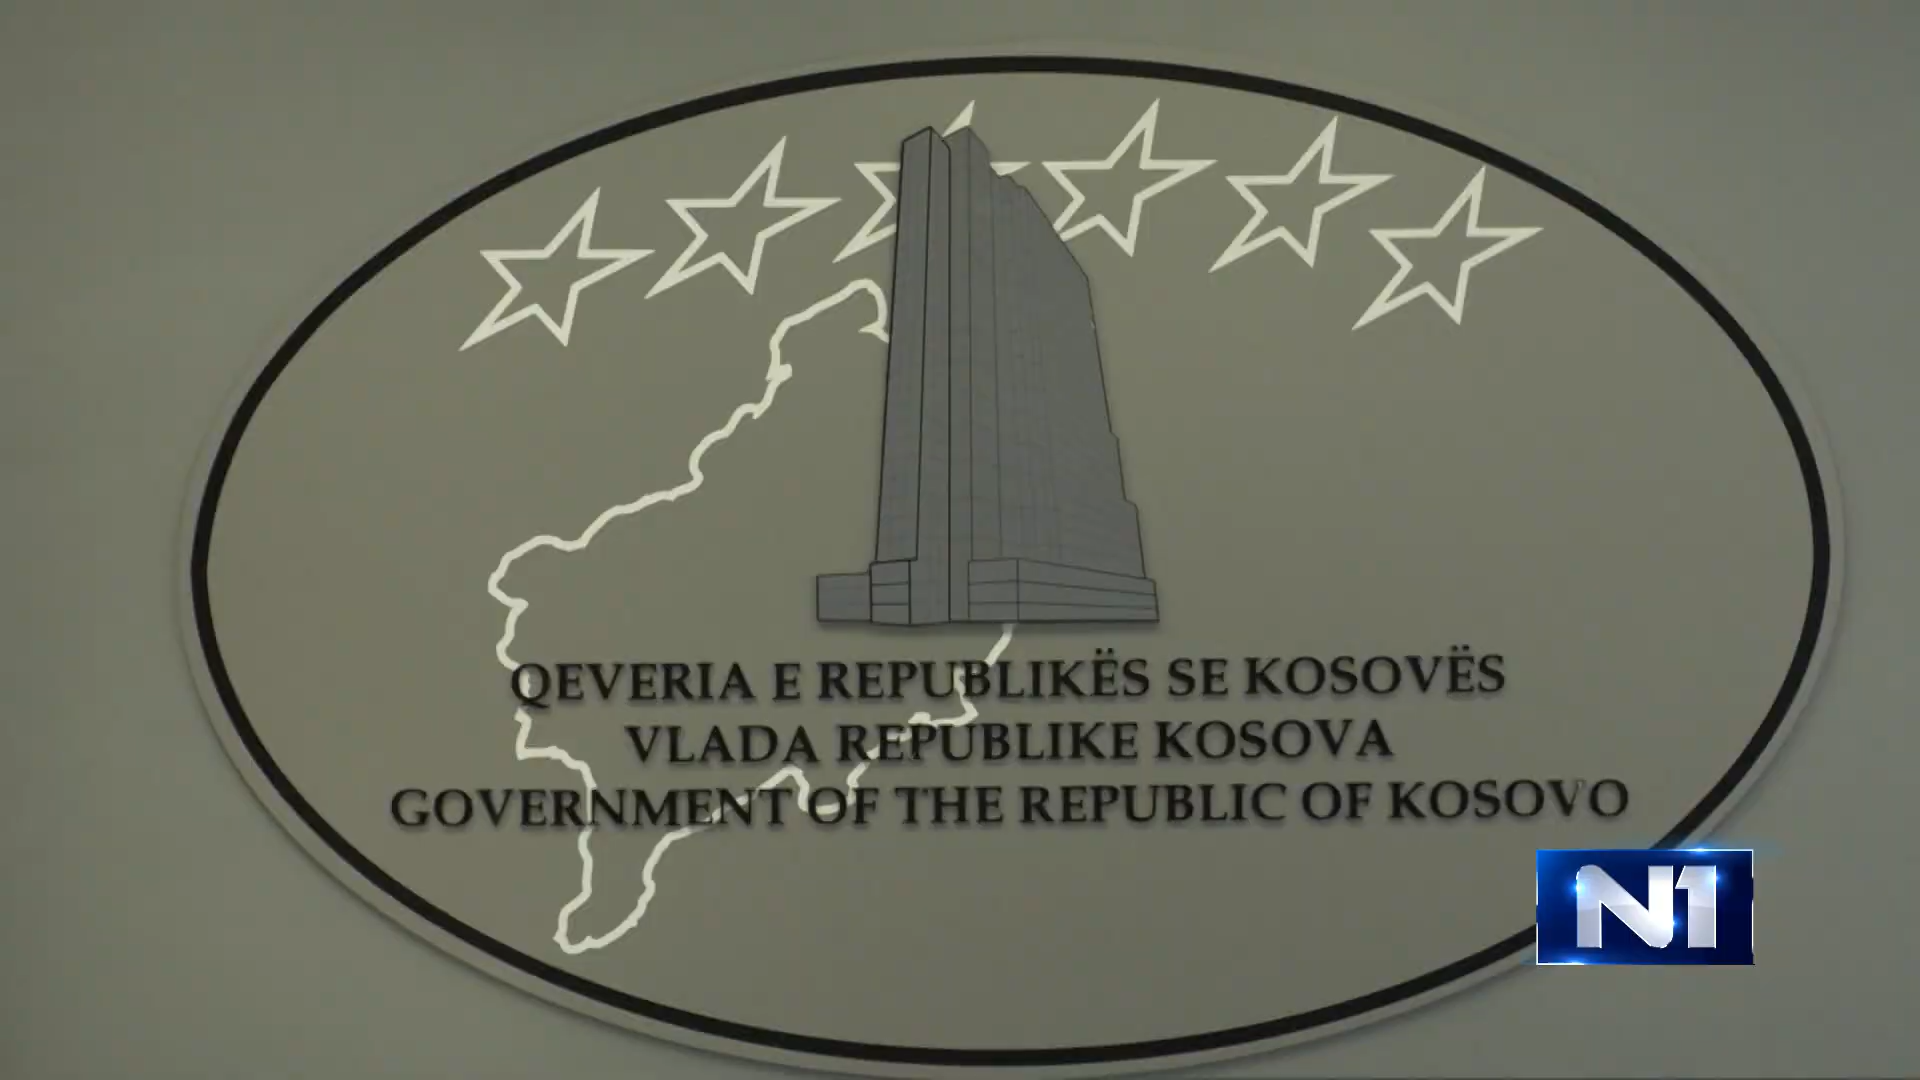 QEVERIA E REPUBLIKËS SE KOSOVËS
VLADA REPUBLIKE KOSOVA
GOVERNMENT OF THE REPUBLIC OF KOSOVO
N1